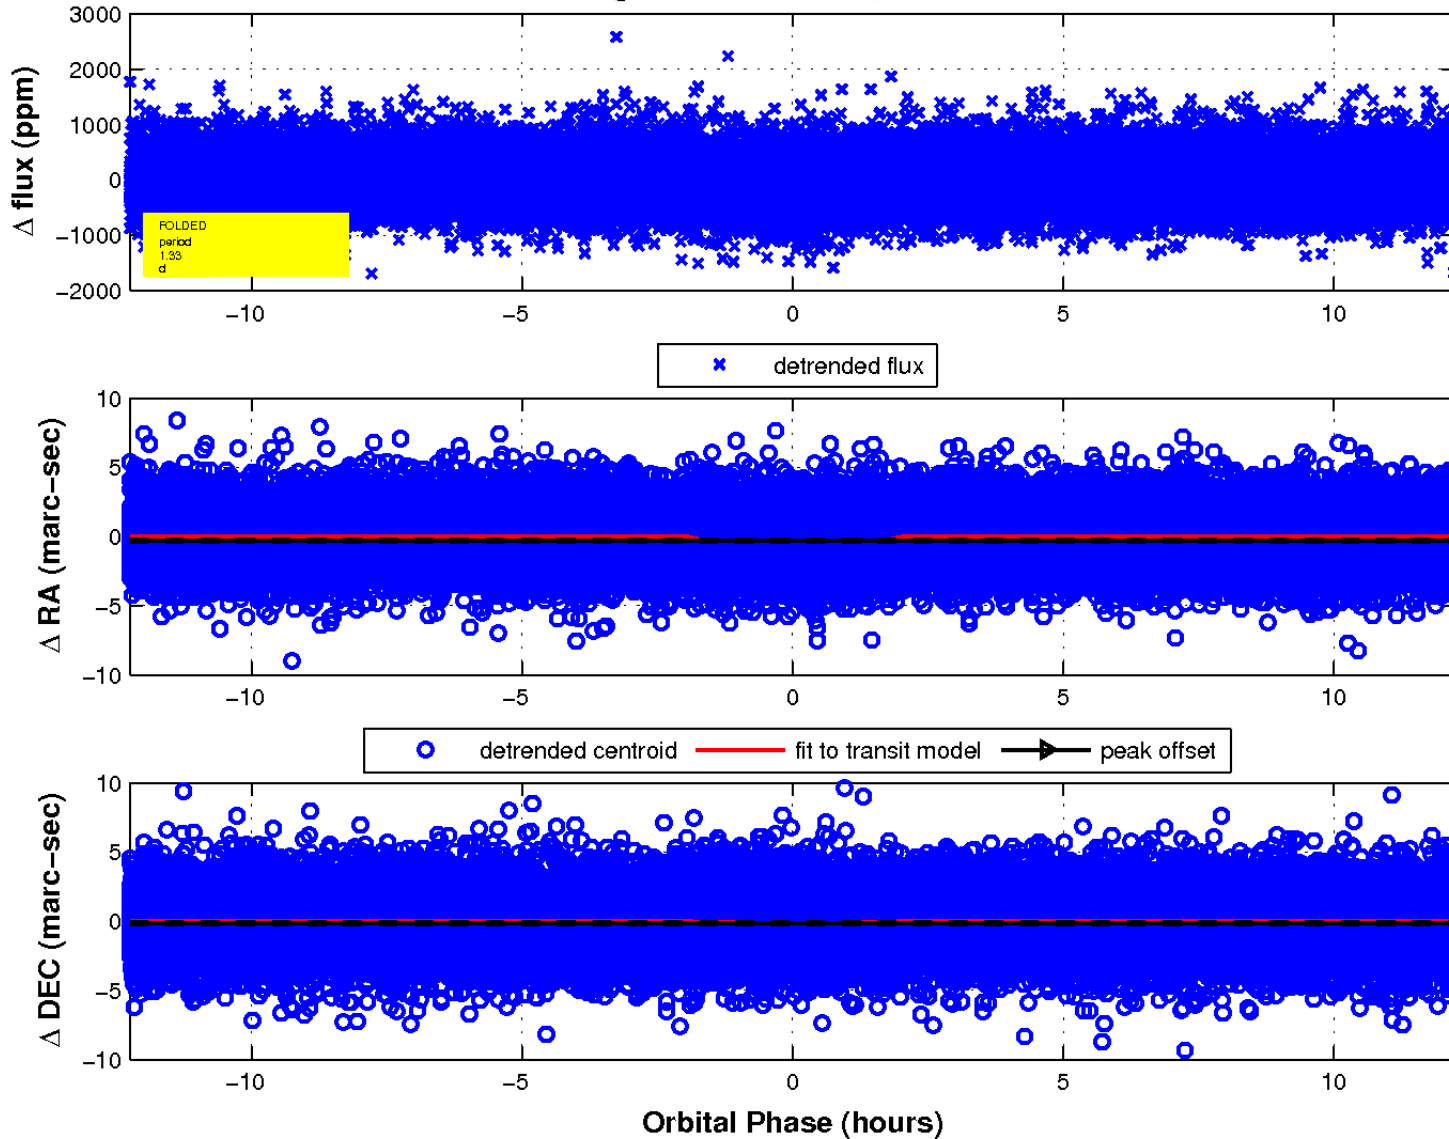 3000
2000
1000
0
−1000
−2000
Δ flux (ppm)
FOLDED
period
1.33
d
−10 −5 0 5 10
detrended flux
10
5
0
−5
−10
Δ RA (marc−sec)
−10 −5 0 5 10
detrended centroid fit to transit model peak offset
10
5
0
−5
−10
Δ DEC (marc−sec)
−10 −5 0 5 10
Orbital Phase (hours)